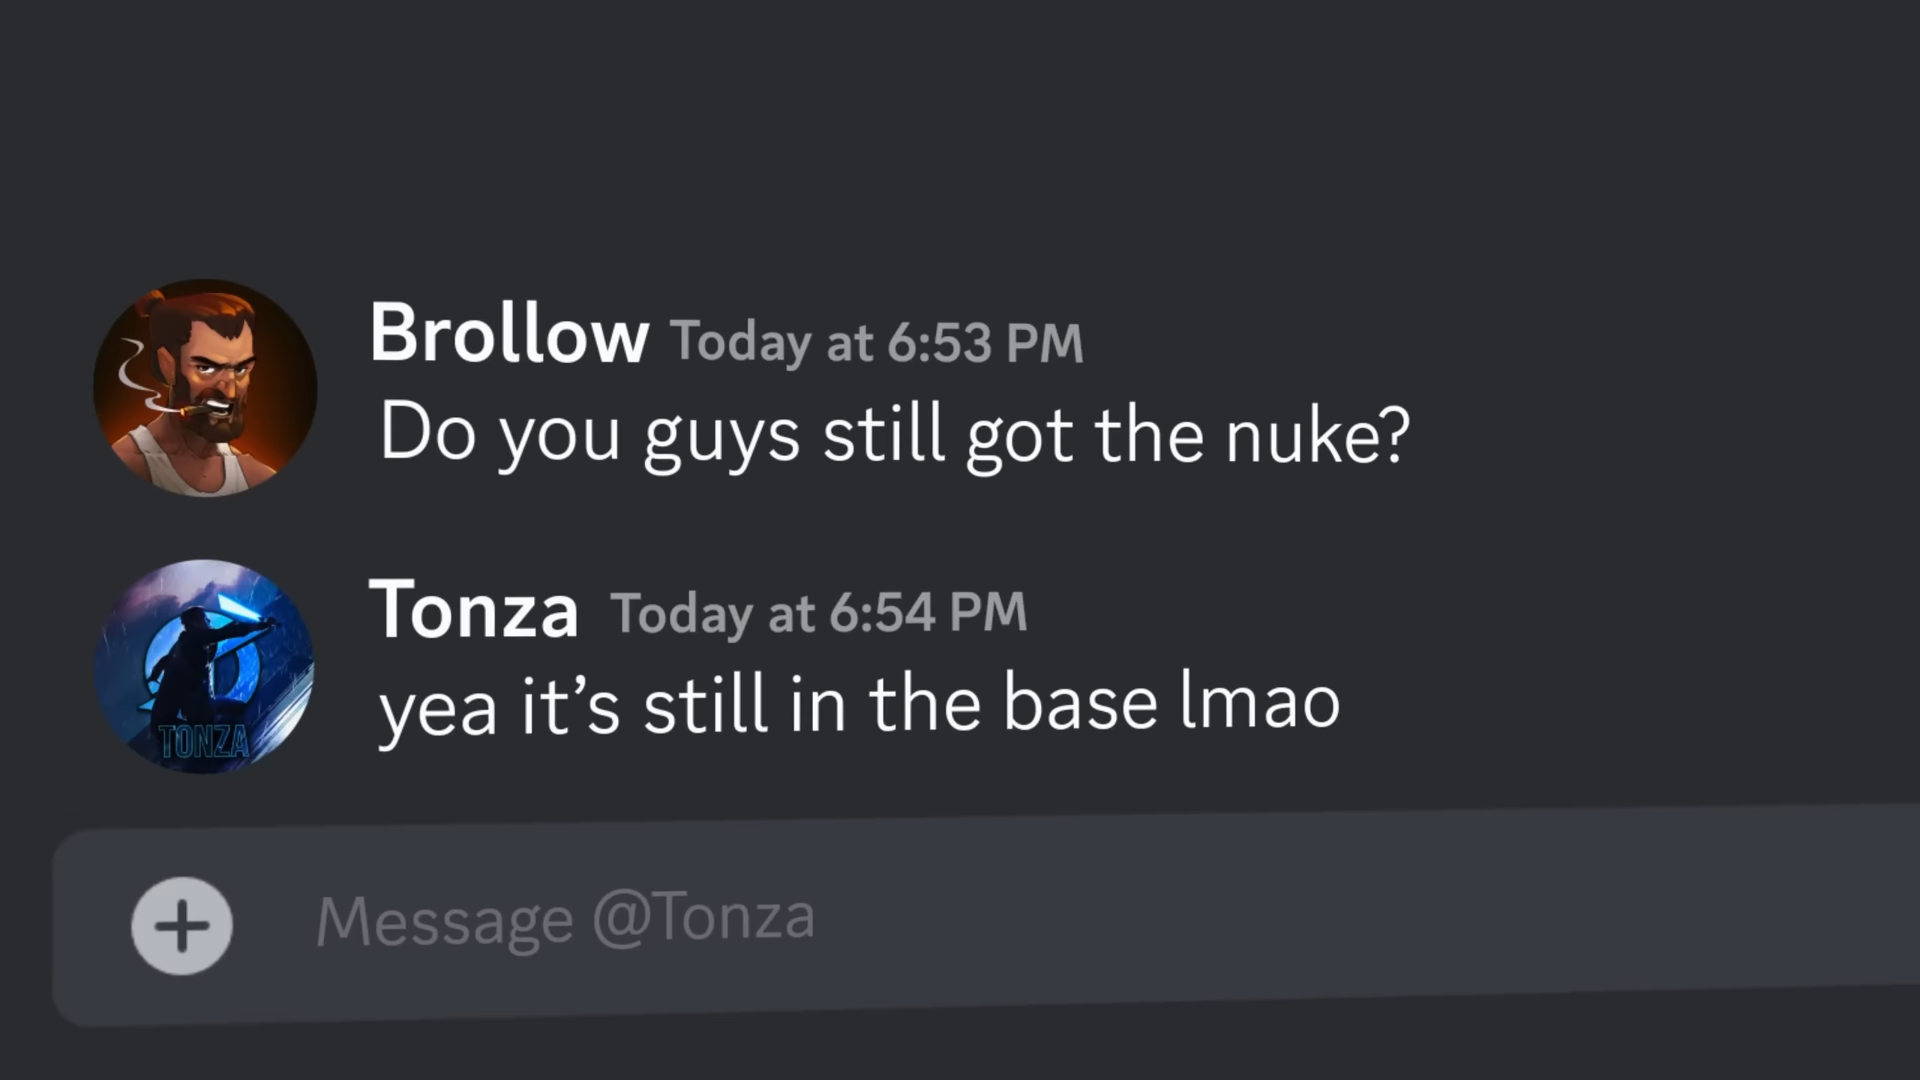 Brollow Today at 6:53 PM
Do you guys still got the nuke?
Tonza Today at 6:54 PM
yea it’s still in the base lmao
TONZA
Message @Tonza